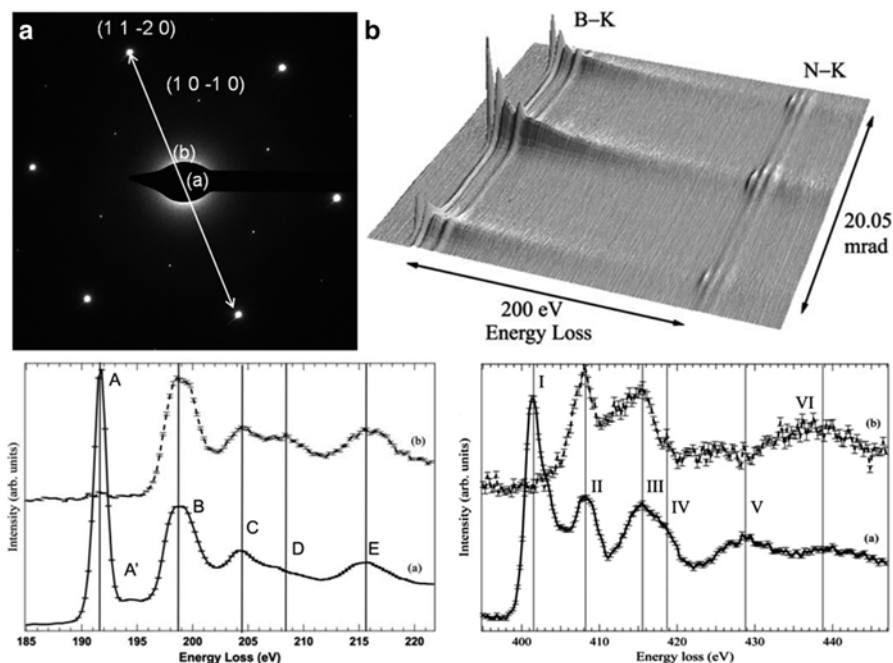 a
(1 1 -2 0)
(1 0 -1 0)
(b)
(a)
b
B–K
N–K
20.05
mrad
200 eV
Energy Loss
Intensity (arb. units)
A
A'
B
C
D
E
(b)
(a)
185 190 195 200 205 210 215 220
Energy Loss (eV)
Intensity (arb. units)
I
II
III
IV
V
VI
(b)
(a)
400 410 420 430 440
Energy loss (eV)